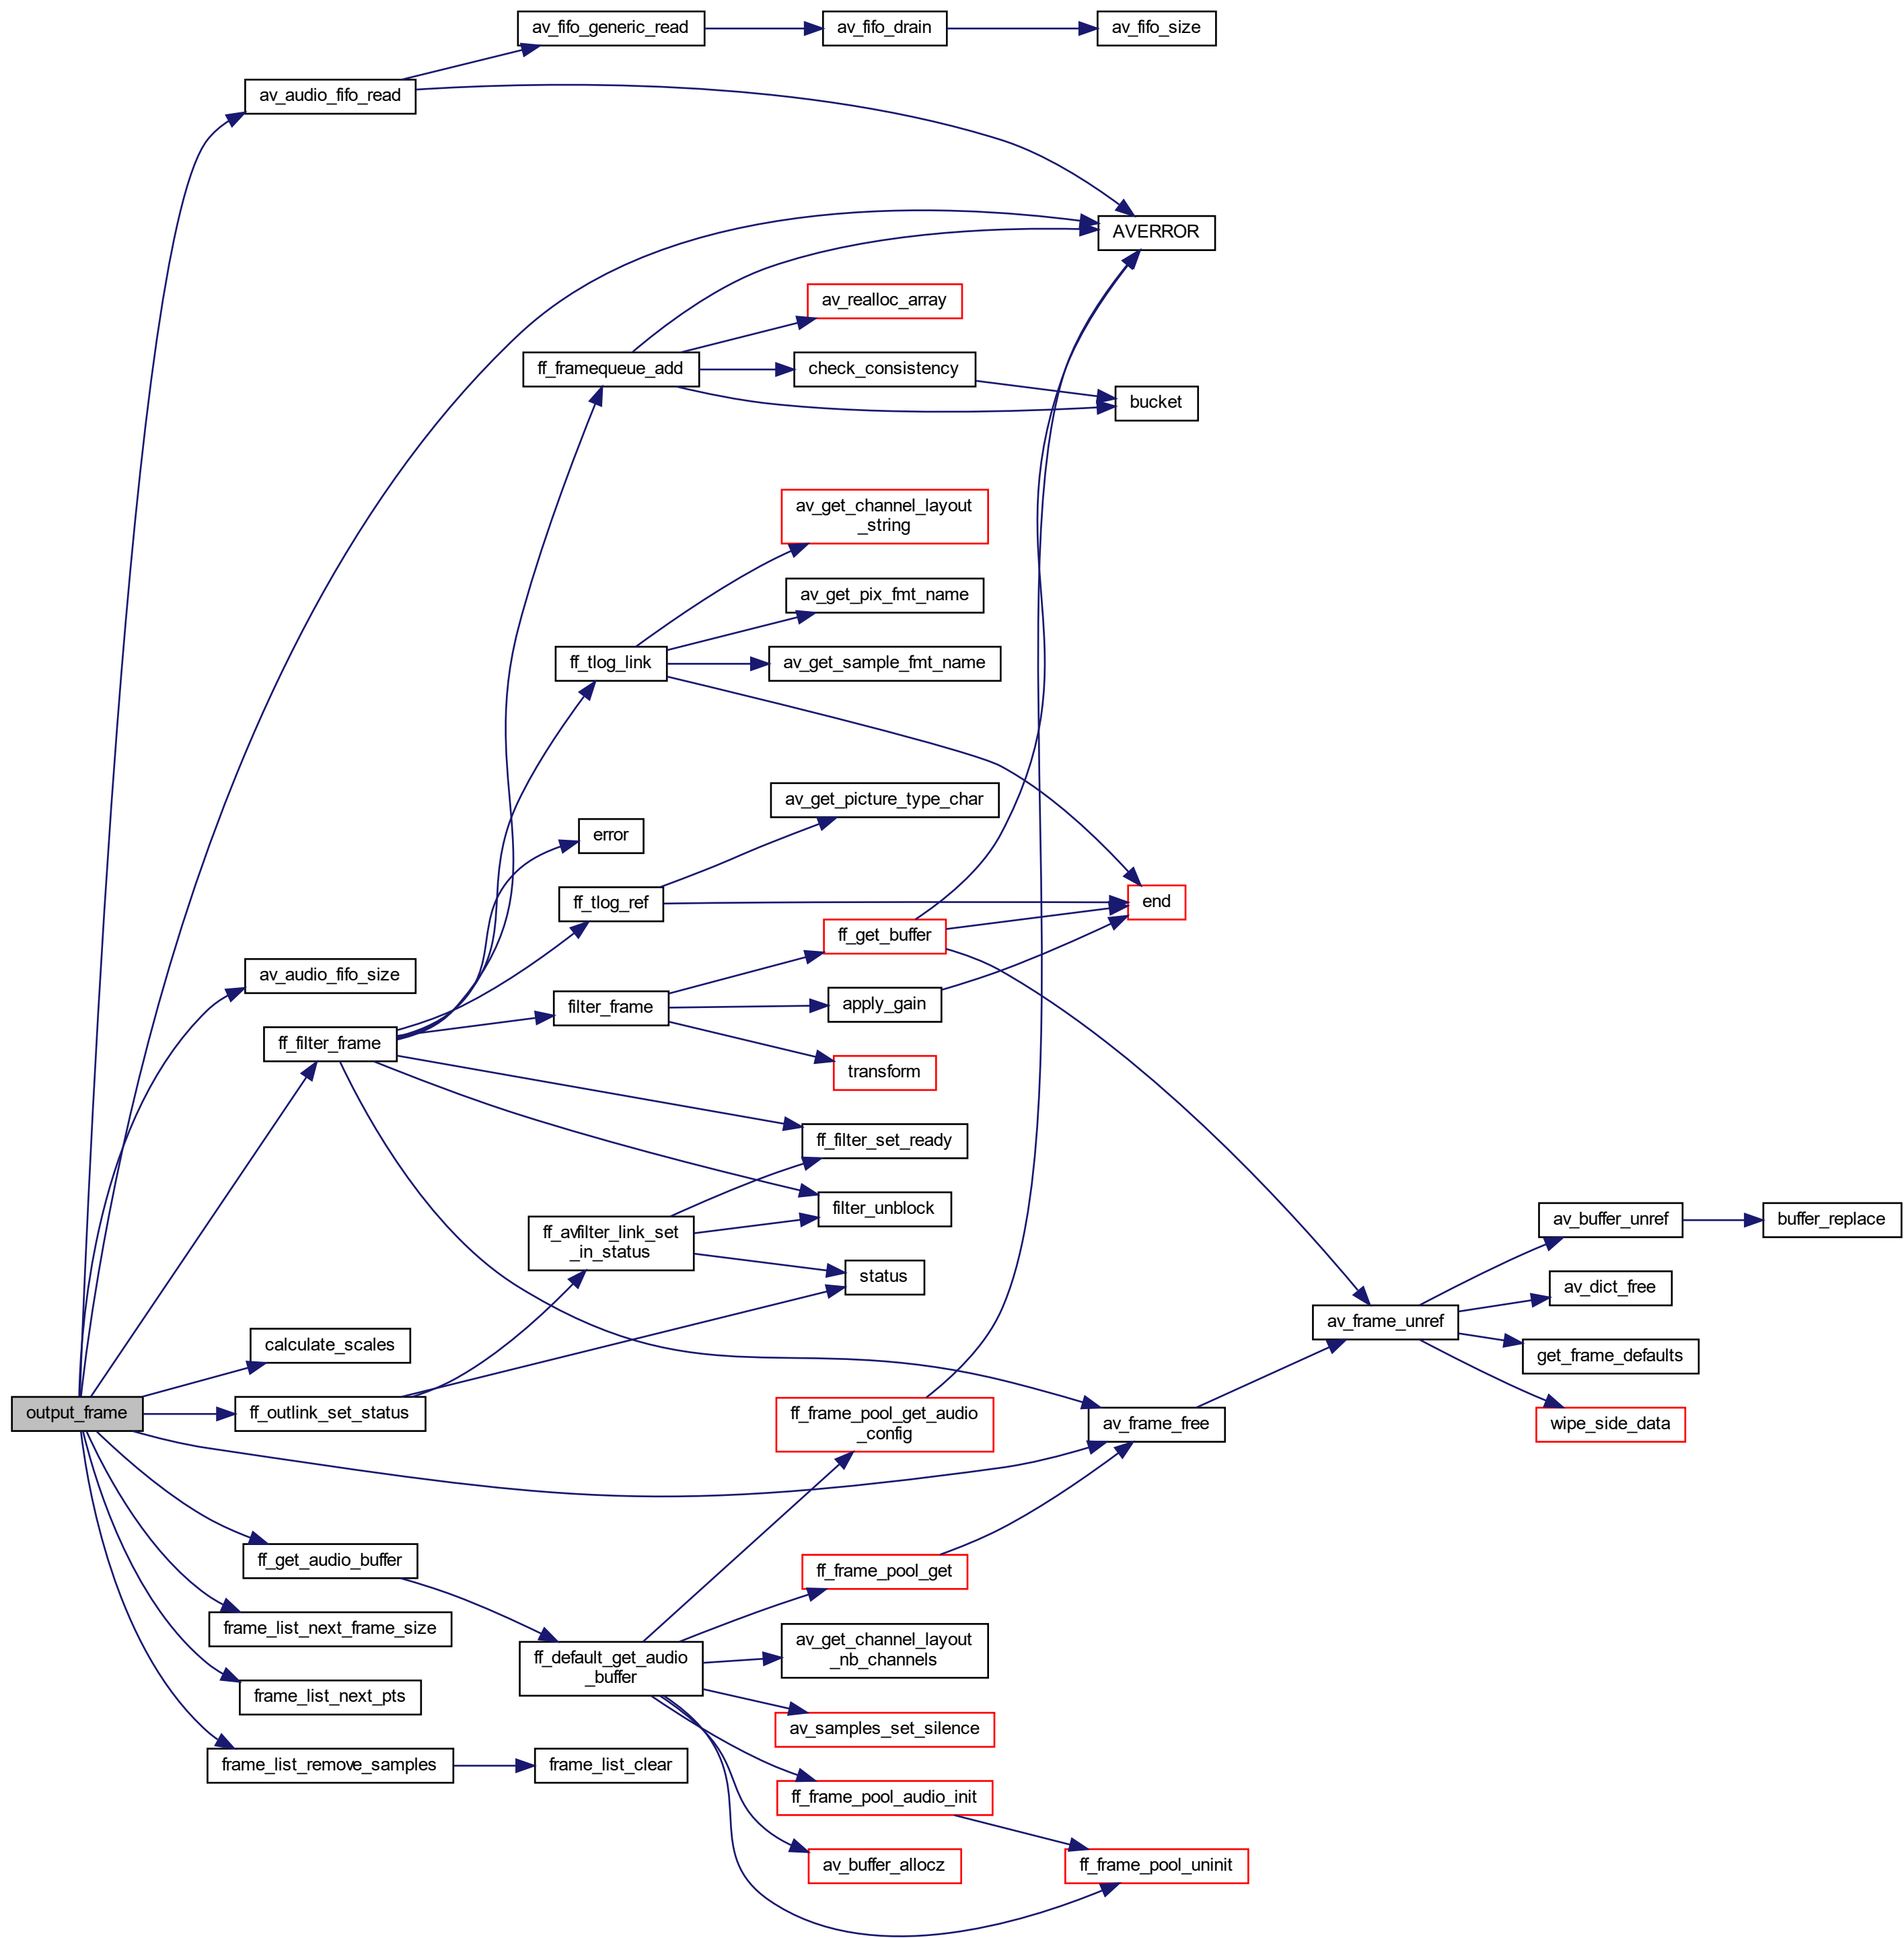 av_fifo_generic_read
av_fifo_drain
av_fifo_size
av_audio_fifo_read
AVERROR
av_realloc_array
ff_framequeue_add
check_consistency
bucket
av_get_channel_layout
_string
av_get_pix_fmt_name
ff_tlog_link
av_get_sample_fmt_name
av_get_picture_type_char
error
ff_tlog_ref
end
ff_get_buffer
av_audio_fifo_size
filter_frame
apply_gain
ff_filter_frame
transform
ff_filter_set_ready
filter_unblock
av_buffer_unref
buffer_replace
ff_avfilter_link_set
_in_status
status
av_dict_free
av_frame_unref
calculate_scales
get_frame_defaults
output_frame
ff_outlink_set_status
ff_frame_pool_get_audio
_config
av_frame_free
wipe_side_data
ff_get_audio_buffer
ff_frame_pool_get
frame_list_next_frame_size
av_get_channel_layout
_nb_channels
ff_default_get_audio
_buffer
frame_list_next_pts
av_samples_set_silence
frame_list_remove_samples
frame_list_clear
ff_frame_pool_audio_init
av_buffer_allocz
ff_frame_pool_uninit